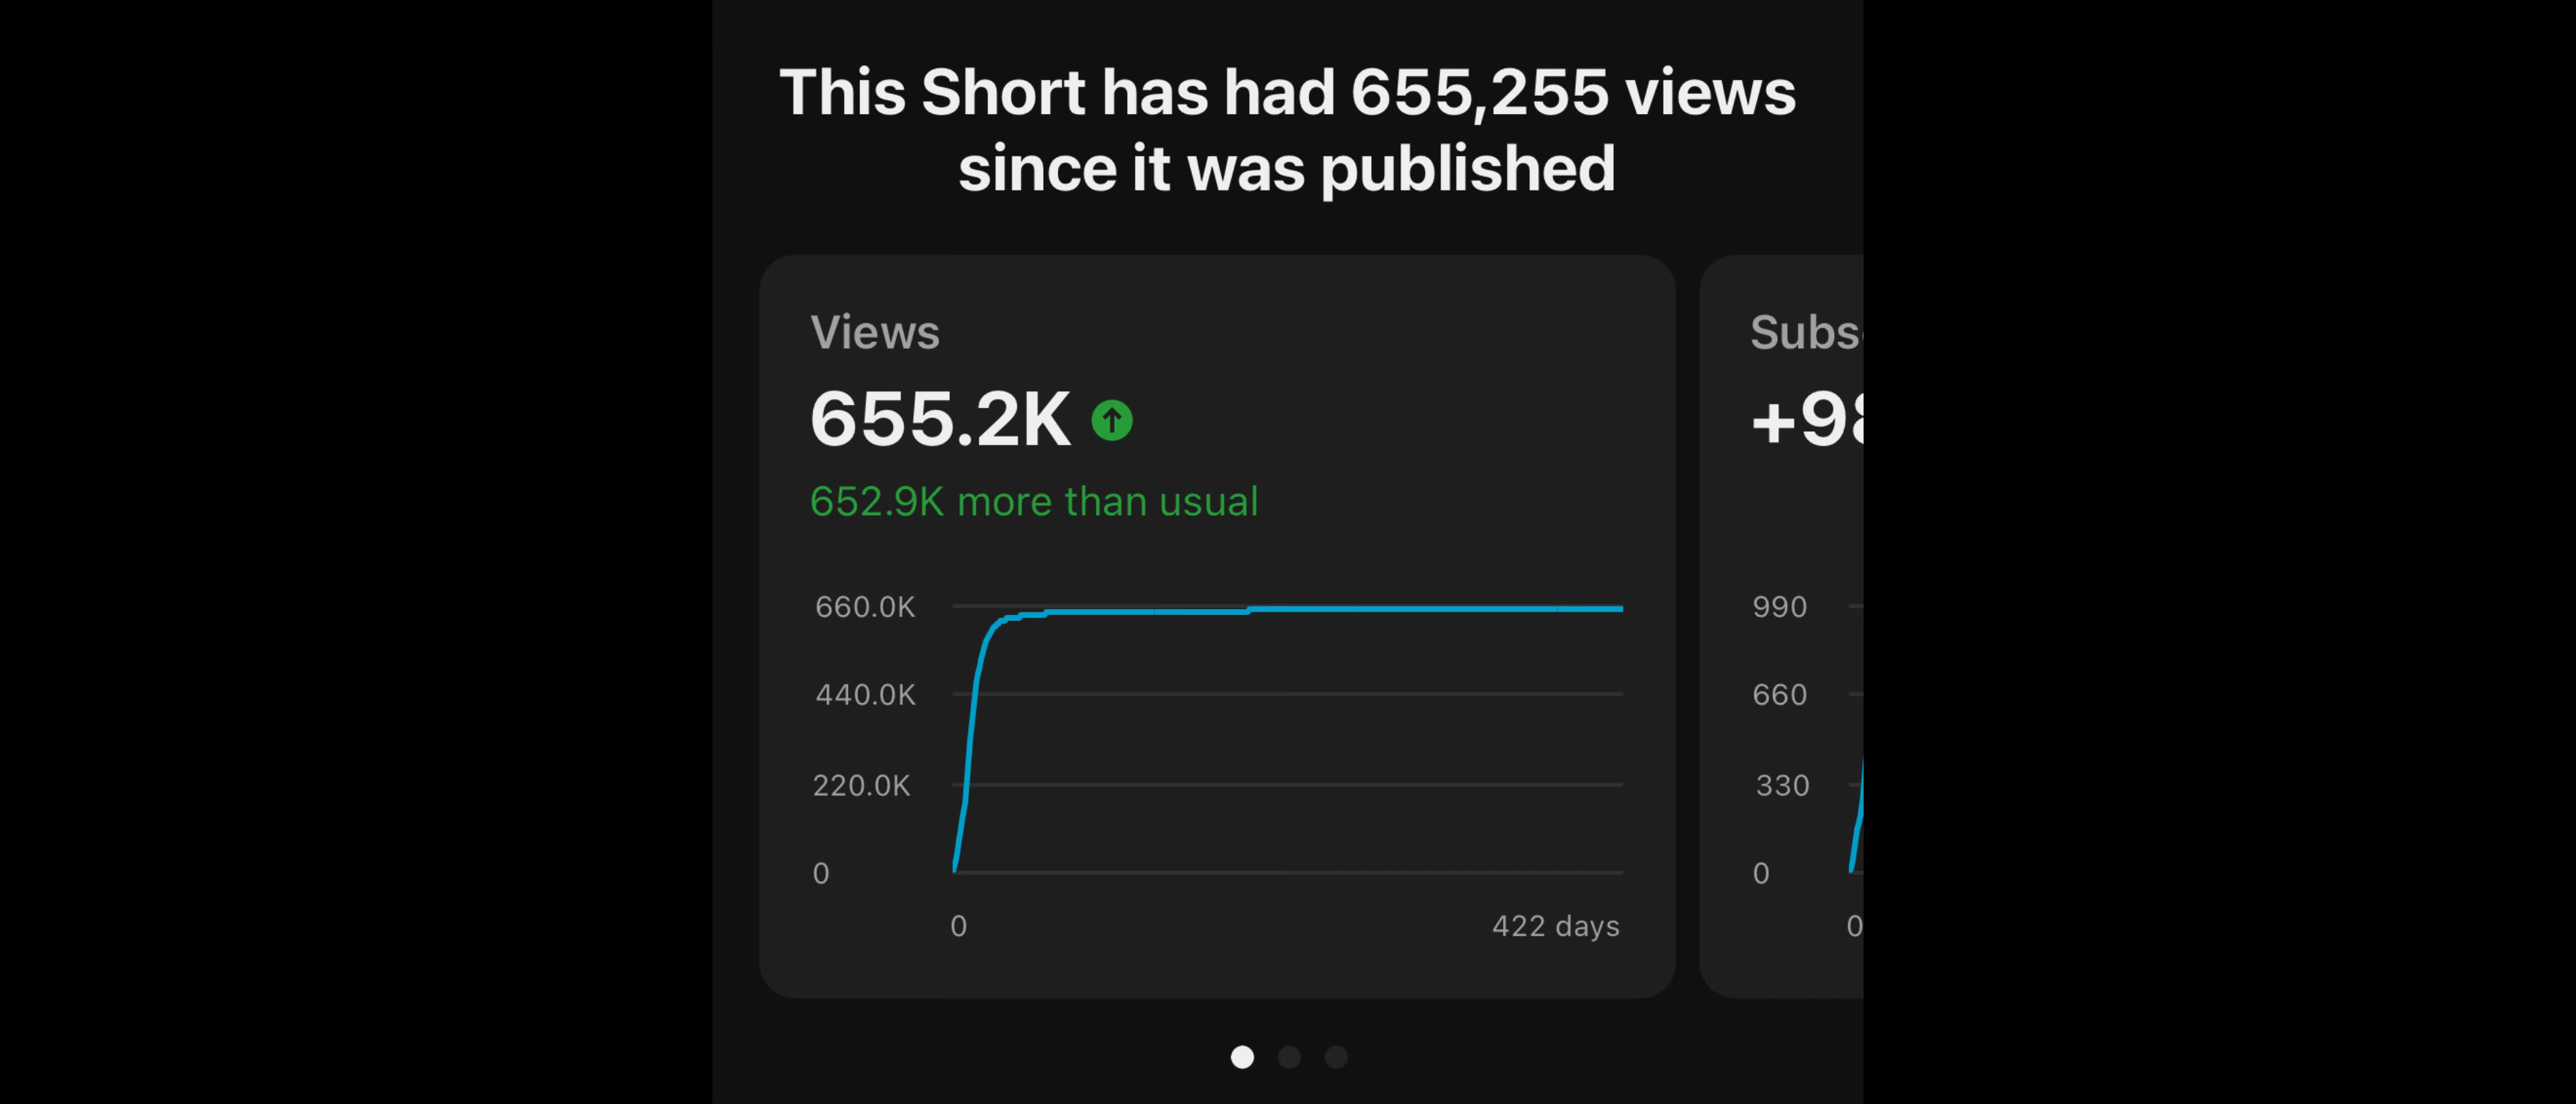 This Short has had 655,255 views
since it was published
Views
655.2K
652.9K more than usual
660.0K
440.0K
220.0K
0
0
422 days
990
660
330
0
0